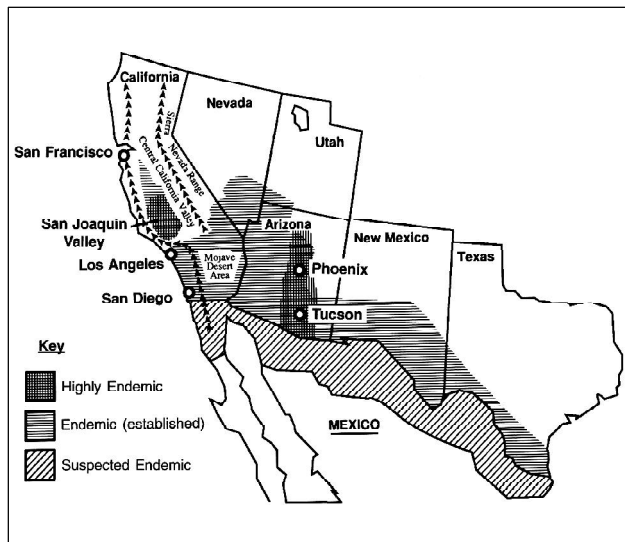 California
Nevada
Utah
Sierra
Nevada Range
Central California Valley
San Francisco
San Joaquin
Valley
Arizona
New Mexico
Texas
Mojave
Desert
Area
Los Angeles
Phoenix
San Diego
Tucson
Key
Highly Endemic
Endemic (established)
Suspected Endemic
MEXICO